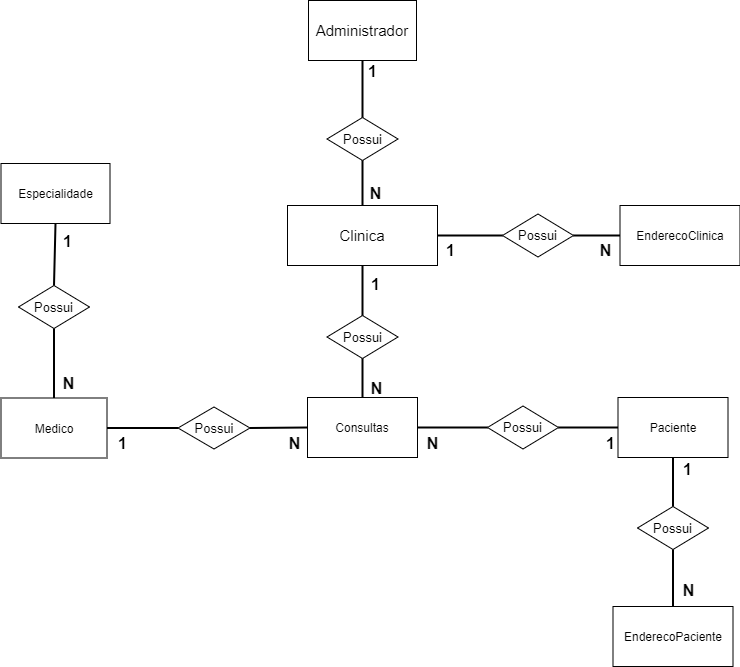 Administrador
1
Possui
N
Especialidade
1
Possui
N
Clinica
1
Possui
N
EnderecoClinica
1
Possui
N
Medico
1
Possui
N
Consultas
N
Possui
1
Paciente
1
Possui
N
EnderecoPaciente